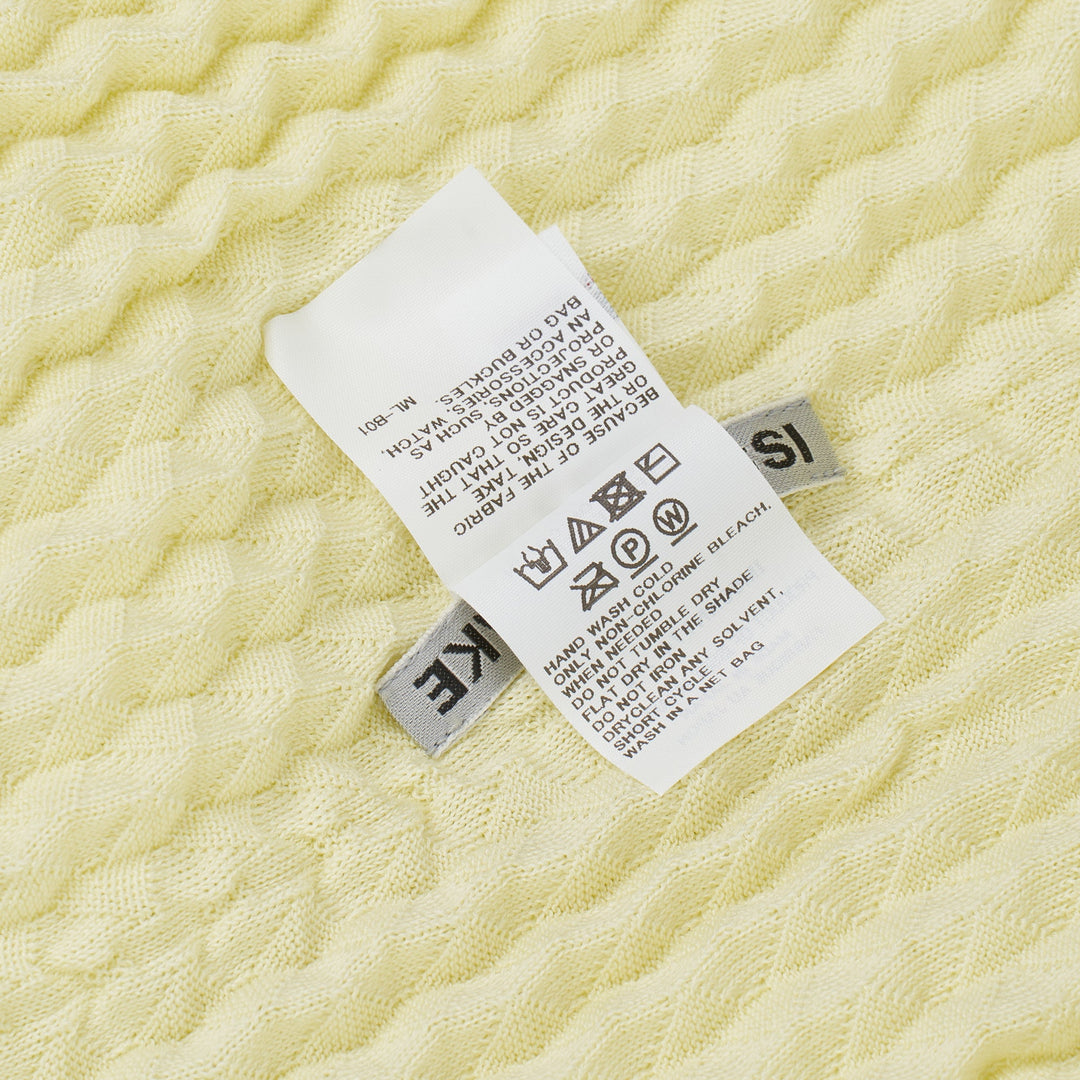 BECAUSE OF THE FABRIC
OR THE DESIGN, TAKE
GREAT CARE SO THAT THE
PRODUCT IS NOT CAUGHT
OR SNAGGED BY
PROJECTIONS, SUCH AS
AN ACCESSORIES, WATCH,
BAG OR BUCKLES.
ML-B01
P W
HAND WASH COLD
ONLY NON-CHLORINE BLEACH.
WHEN NEEDED
DO NOT TUMBLE DRY
FLAT DRY IN THE SHADE
DO NOT IRON
DRYCLEAN ANY SOLVENT,
SHORT CYCLE
WASH IN A NET BAG
IS
KE